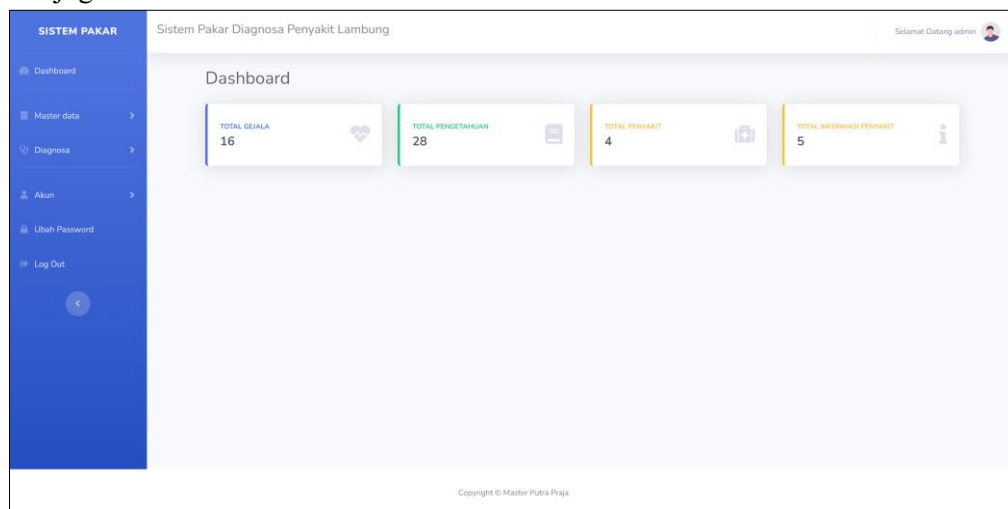 SISTEM PAKAR
Sistem Pakar Diagnosa Penyakit Lambung
Selamat Datang admin
Dashboard
Master data
Diagnosa
Akun
Ubah Password
Log Out
Dashboard
TOTAL GEJALA
16
TOTAL PENGETAHUAN
28
TOTAL PENYAKIT
4
TOTAL INFORMASI PENYAKIT
5
Copyright © Master Putra Praja